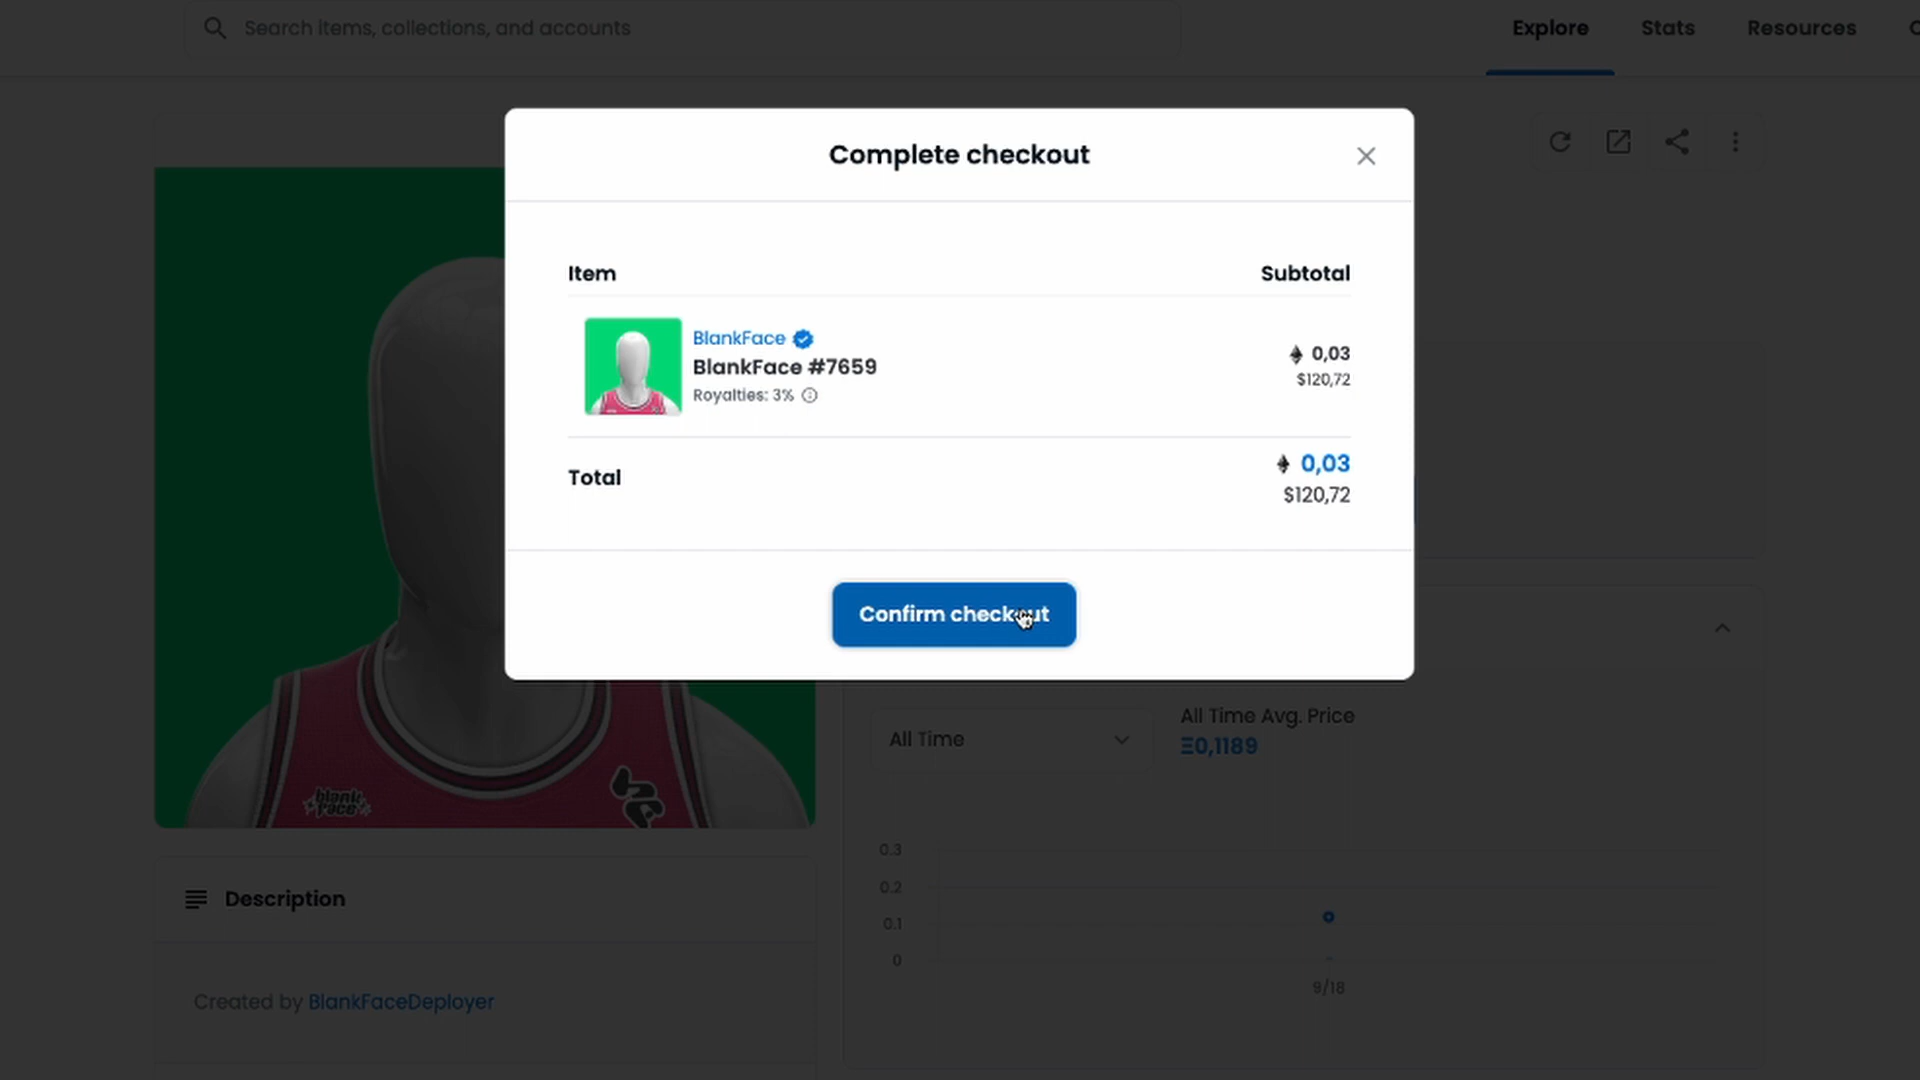 Search items, collections, and accounts
Explore
Stats
Resources
Complete checkout
Item
Subtotal
BlankFace
BlankFace #7659
Royalties: 3%
0,03
$120,72
Total
0,03
$120,72
Confirm checkout
All Time
All Time Avg. Price
Ξ0,1189
blank
face
0.3
0.2
0.1
0
9/18
Description
Created by BlankFaceDeployer